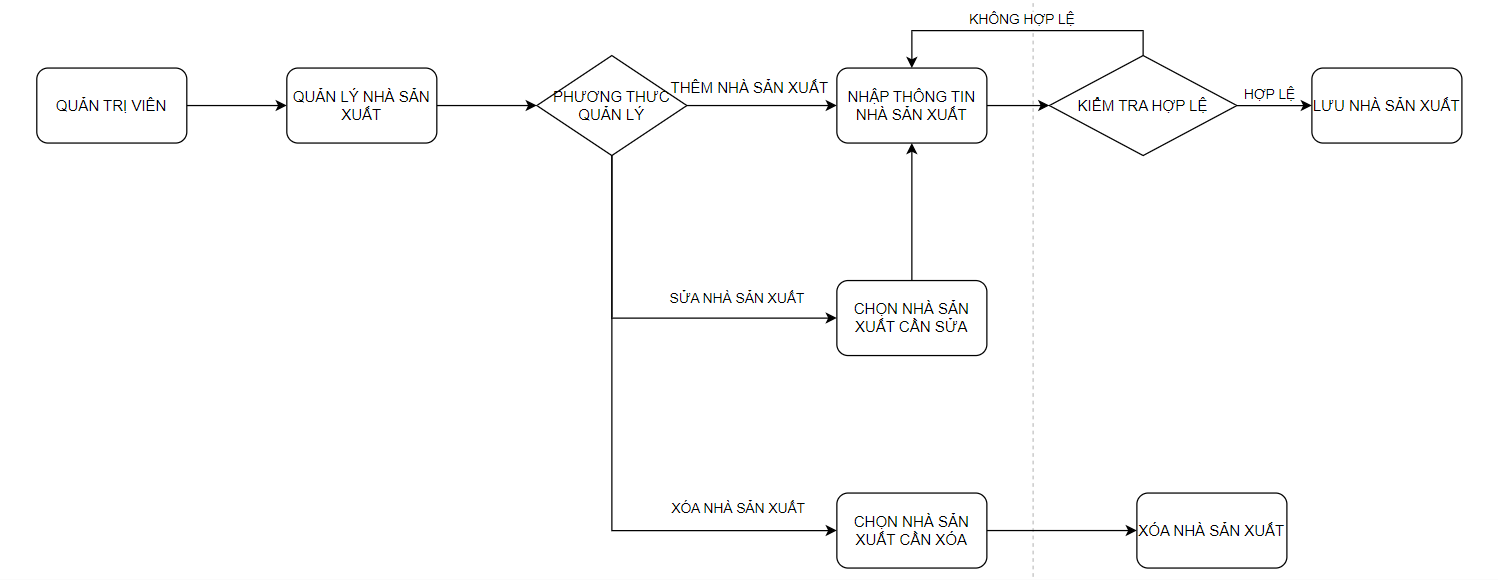 KHÔNG HỢP LỆ
QUẢN TRỊ VIÊN
QUẢN LÝ NHÀ SẢN
XUẤT
PHƯƠNG THỨC
QUẢN LÝ
THÊM NHÀ SẢN XUẤT
NHẬP THÔNG TIN
NHÀ SẢN XUẤT
KIỂM TRA HỢP LỆ
HỢP LỆ
LƯU NHÀ SẢN XUẤT
SỬA NHÀ SẢN XUẤT
CHỌN NHÀ SẢN
XUẤT CẦN SỬA
XÓA NHÀ SẢN XUẤT
CHỌN NHÀ SẢN
XUẤT CẦN XÓA
XÓA NHÀ SẢN XUẤT